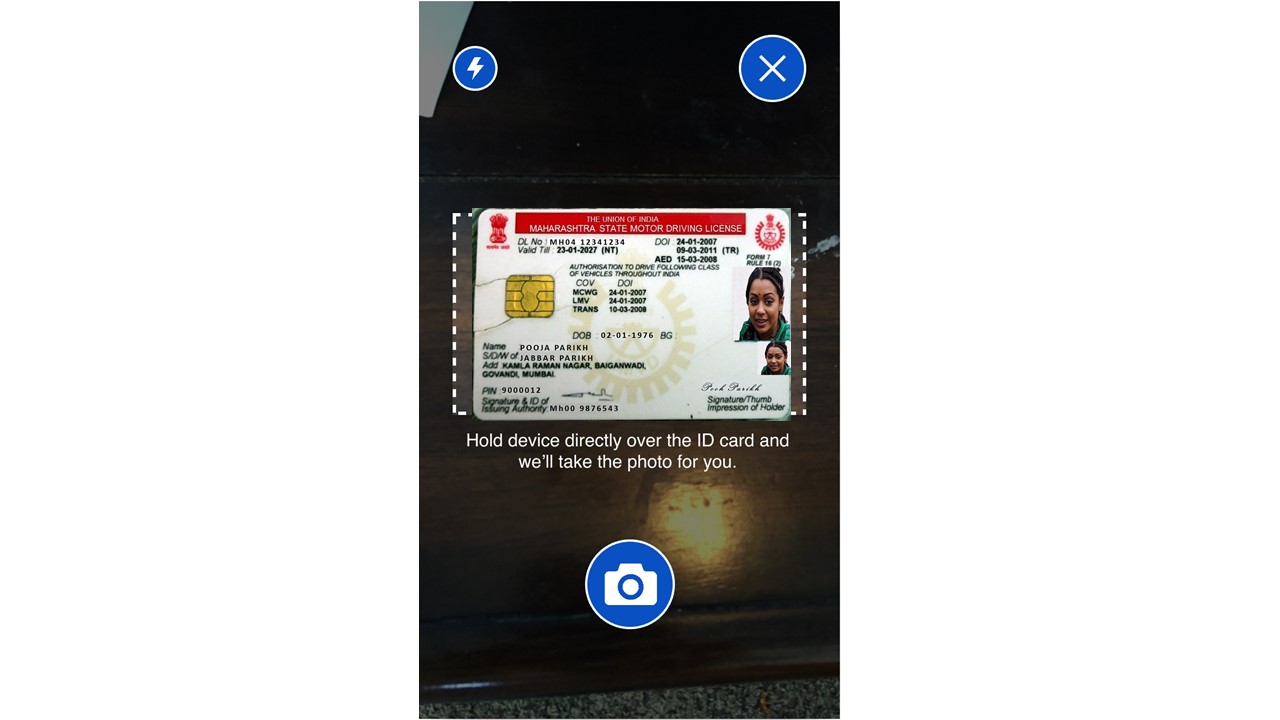 THE UNION OF INDIA
MAHARASHTRA STATE MOTOR DRIVING LICENSE
DL No : MH04 12341234 DOI : 24-01-2007
Valid Till : 23-01-2027 (NT) 09-03-2011 (TR)
AED 15-03-2008
FORM 7
RULE 16 (2)
AUTHORISATION TO DRIVE FOLLOWING CLASS
OF VEHICLES THROUGHOUT INDIA
COV DOI
MCWG 24-01-2007
LMV 24-01-2007
TRANS 10-03-2008
DOB : 02-01-1976 BG :
Name POOJA PARIKH
S/D/W of JABBAR PARIKH
Add KAMLA RAMAN NAGAR, BAIGANWADI,
GOVANDI, MUMBAI.
PIN 9000012
Signature & ID of
Issuing Authority: Mh00 9876543
Signature/Thumb
Impression of Holder
Hold device directly over the ID card and
we'll take the photo for you.